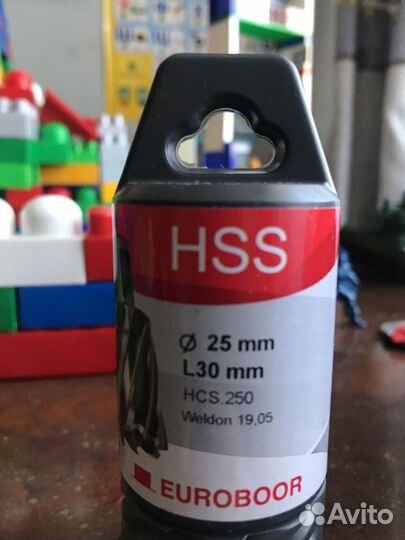 HSS
Ø 25 mm
L30 mm
HCS.250
Weldon 19,05
EUROBOOR
Avito